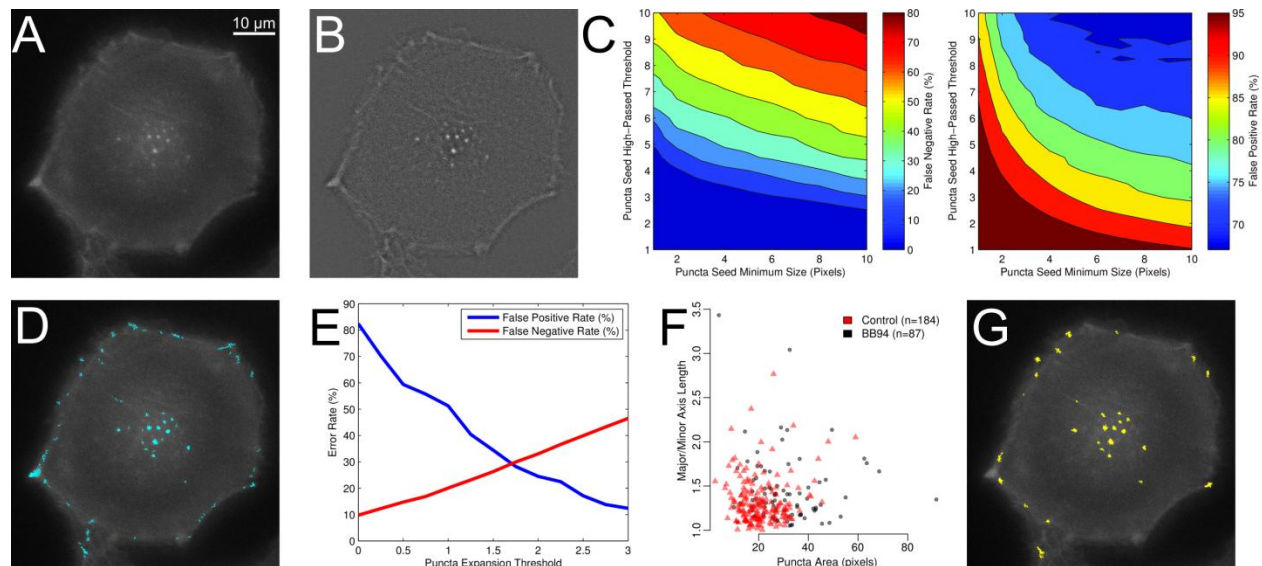 A
10 µm
B
C
Puncta Seed High-Passed Threshold
10
9
8
7
6
5
4
3
2
1
2 4 6 8 10
Puncta Seed Minimum Size (Pixels)
80
70
60
50
40
30
20
10
0
False Negative Rate (%)
Puncta Seed High-Passed Threshold
10
9
8
7
6
5
4
3
2
1
2 4 6 8 10
Puncta Seed Minimum Size (Pixels)
95
90
85
80
75
70
False Positive Rate (%)
D
E
Error Rate (%)
90
80
70
60
50
40
30
20
10
0
0 0.5 1 1.5 2 2.5 3
Puncta Expansion Threshold
False Positive Rate (%)
False Negative Rate (%)
F
Major/Minor Axis Length
3.5
3.0
2.5
2.0
1.5
1.0
20 40 60 80
Puncta Area (pixels)
Control (n=184)
BB94 (n=87)
G